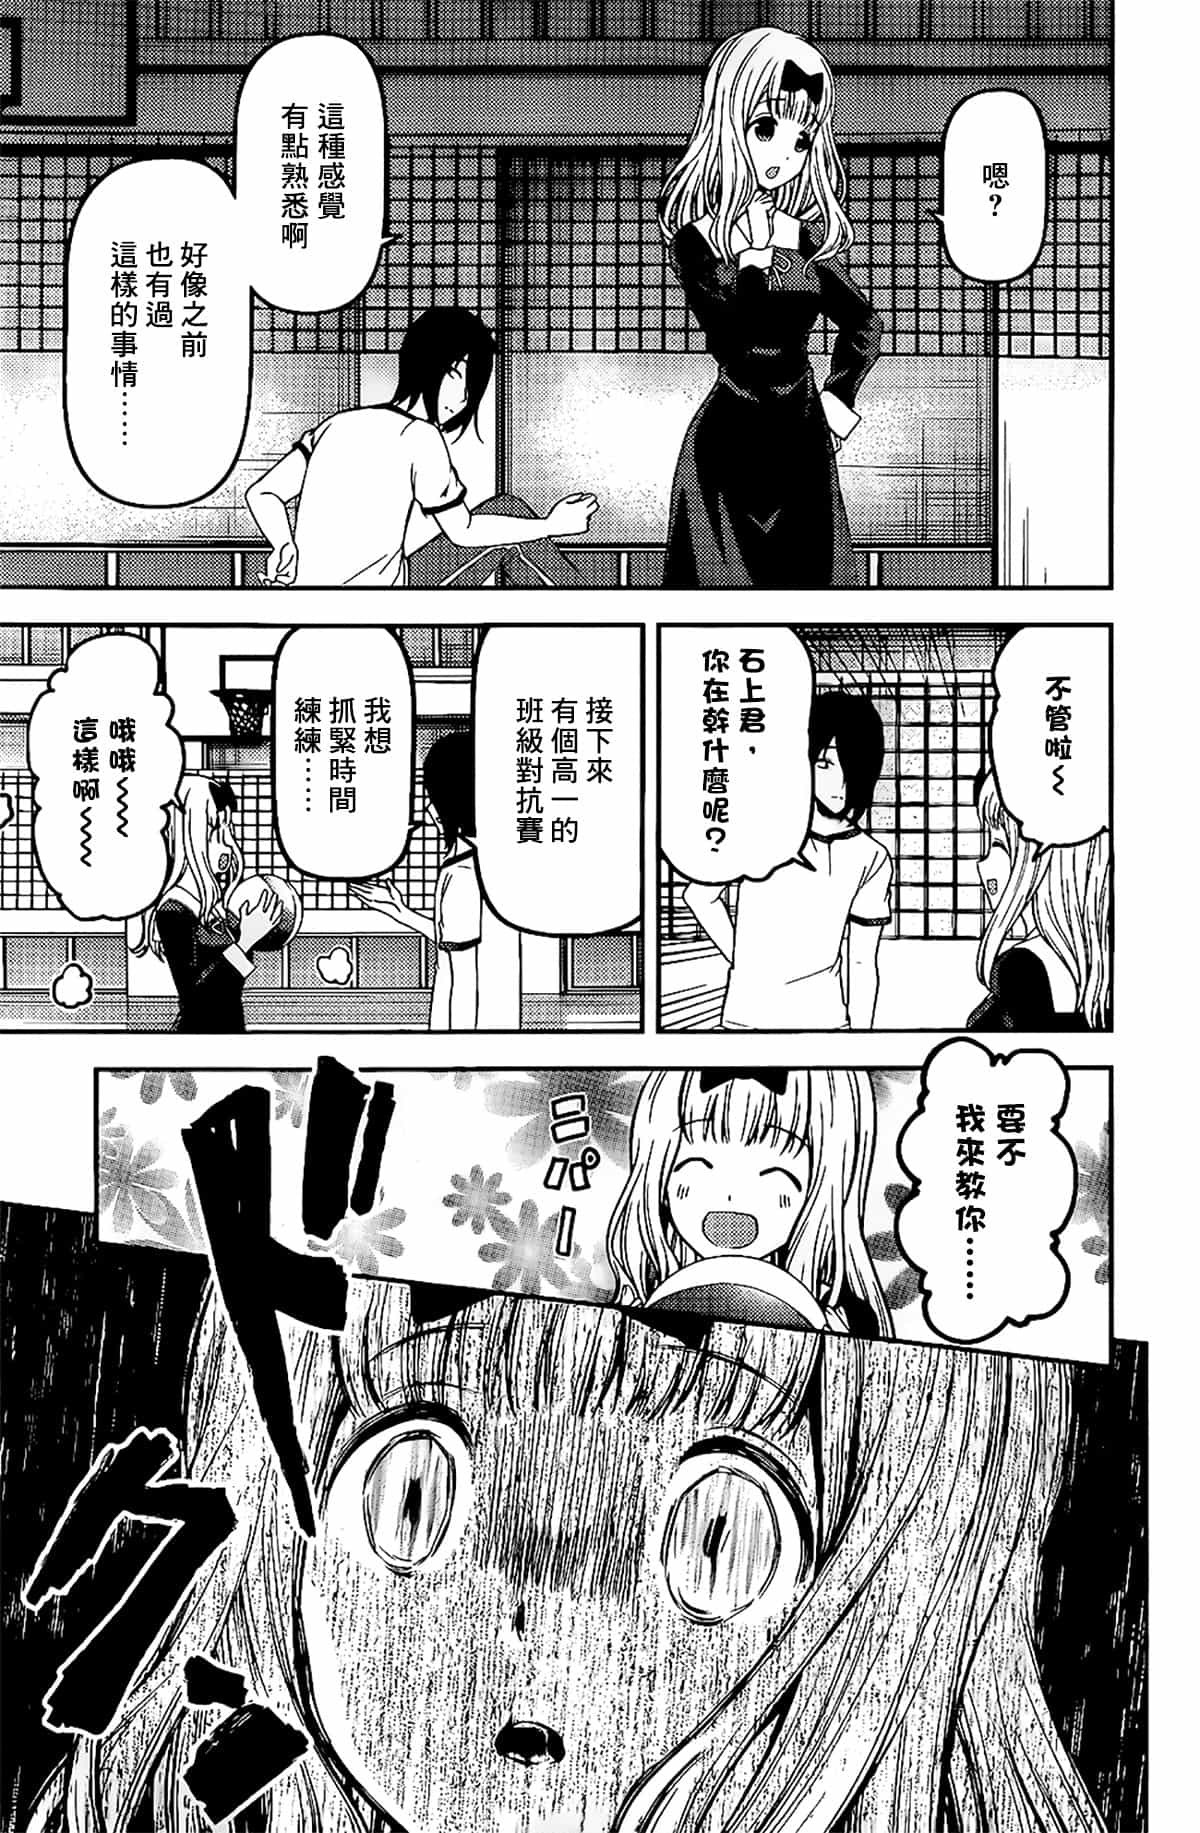 嗯?
這種感覺
有點熟悉啊
好像之前
也有過
這樣的事情……
不管啦～
石上君，
你在幹什麼呢？
接下來
有個高一的
班級對抗賽
我想
抓緊時間
練練……
哦哦～～
這樣啊～～～
要不
我來教你……
ニパー
ドクン